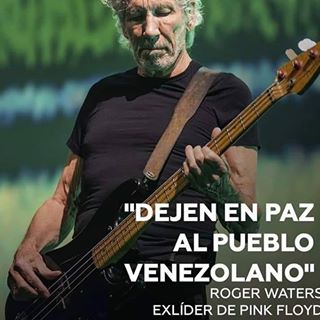 "DEJEN EN PAZ
AL PUEBLO
VENEZOLANO"
ROGER WATERS
EXLÍDER DE PINK FLOYD